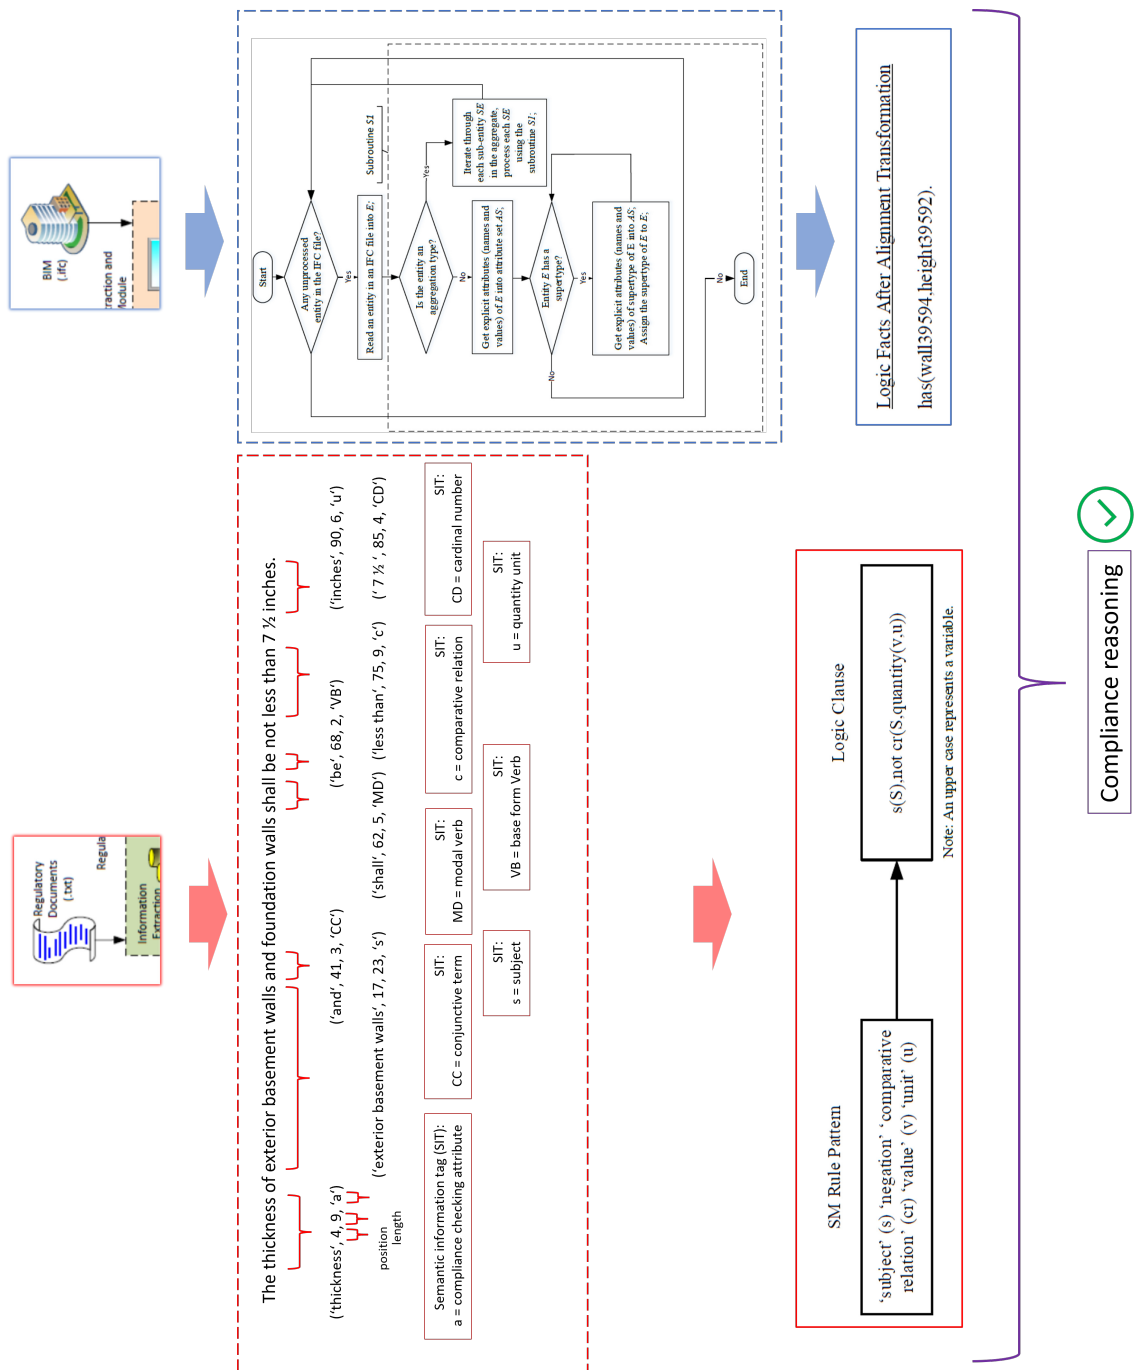 Regulatory
Documents
(.txt)
Regula
Information
Extraction
BIM
(.ifc)
traction and
Module
The thickness of exterior basement walls and foundation walls shall be not less than 7 ½ inches.
(‘thickness‘, 4, 9, ‘a‘)
(‘and‘, 41, 3, ‘CC‘)
(‘be‘, 68, 2, ‘VB‘)
(‘inches‘, 90, 6, ‘u‘)
position
length
(‘exterior basement walls‘, 17, 23, ‘s‘)
(‘shall‘, 62, 5, ‘MD‘)
(‘less than‘, 75, 9, ‘c‘)
(‘ 7 ½ ‘, 85, 4, ‘CD‘)
Semantic information tag (SIT):
a = compliance checking attribute
SIT:
CC = conjunctive term
SIT:
MD = modal verb
SIT:
c = comparative relation
SIT:
CD = cardinal number
SIT:
s = subject
SIT:
VB = base form Verb
SIT:
u = quantity unit
Start
Any unprocessed
entity in the IFC file?
Yes
Subroutine S1
Read an entity in an IFC file into E;
Is the entity an
aggregation type?
Yes
Iterate through
each sub-entity SE
in the aggregate,
process each SE
using the
subroutine S1;
No
Get explicit attributes (names and
values) of E into attribute set AS;
Entity E has a
supertype?
Yes
No
Get explicit attributes (names and
values) of supertype of E into AS;
Assign the supertype of E to E;
No
End
SM Rule Pattern
‘subject’ (s) ‘negation’ ‘comparative
relation’ (cr) ‘value’ (v) ‘unit’ (u)
Logic Clause
s(S),not cr(S,quantity(v,u))
Note: An upper case represents a variable.
Logic Facts After Alignment Transformation
has(wall39594,height39592).
Compliance reasoning